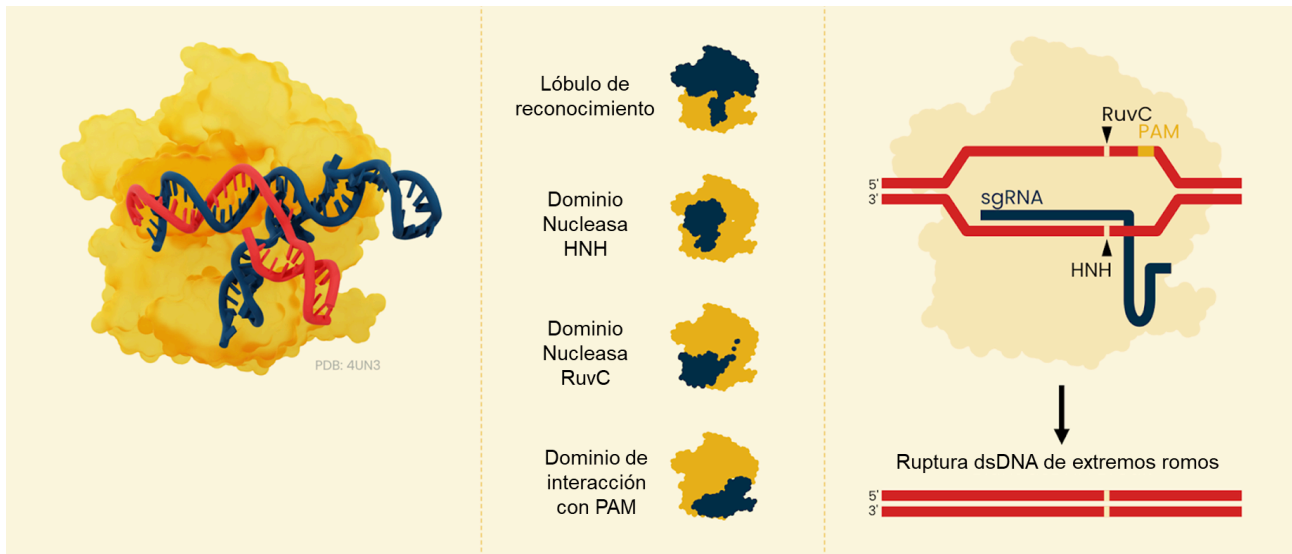 PDB: 4UN3
Lóbulo de
reconocimiento
Dominio
Nucleasa
HNH
Dominio
Nucleasa
RuvC
Dominio de
interacción
con PAM
RuvC
PAM
5'
3'
sgRNA
HNH
Ruptura dsDNA de extremos romos
5'
3'